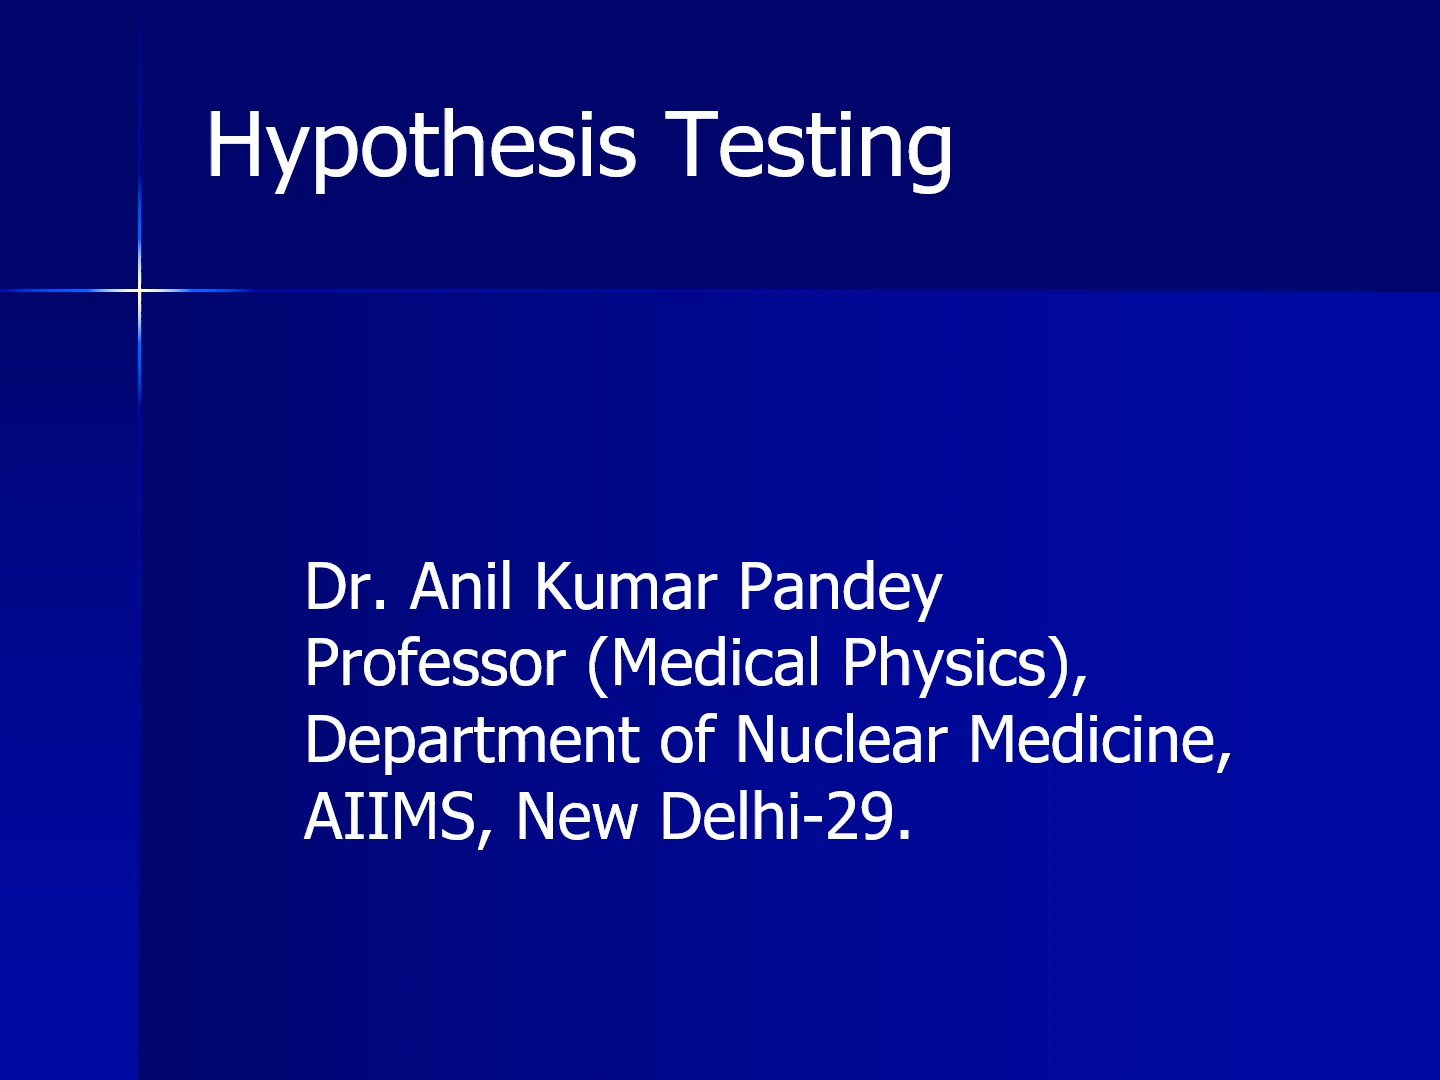 Hypothesis Testing
Dr. Anil Kumar Pandey
Professor (Medical Physics),
Department of Nuclear Medicine,
AIIMS, New Delhi-29.